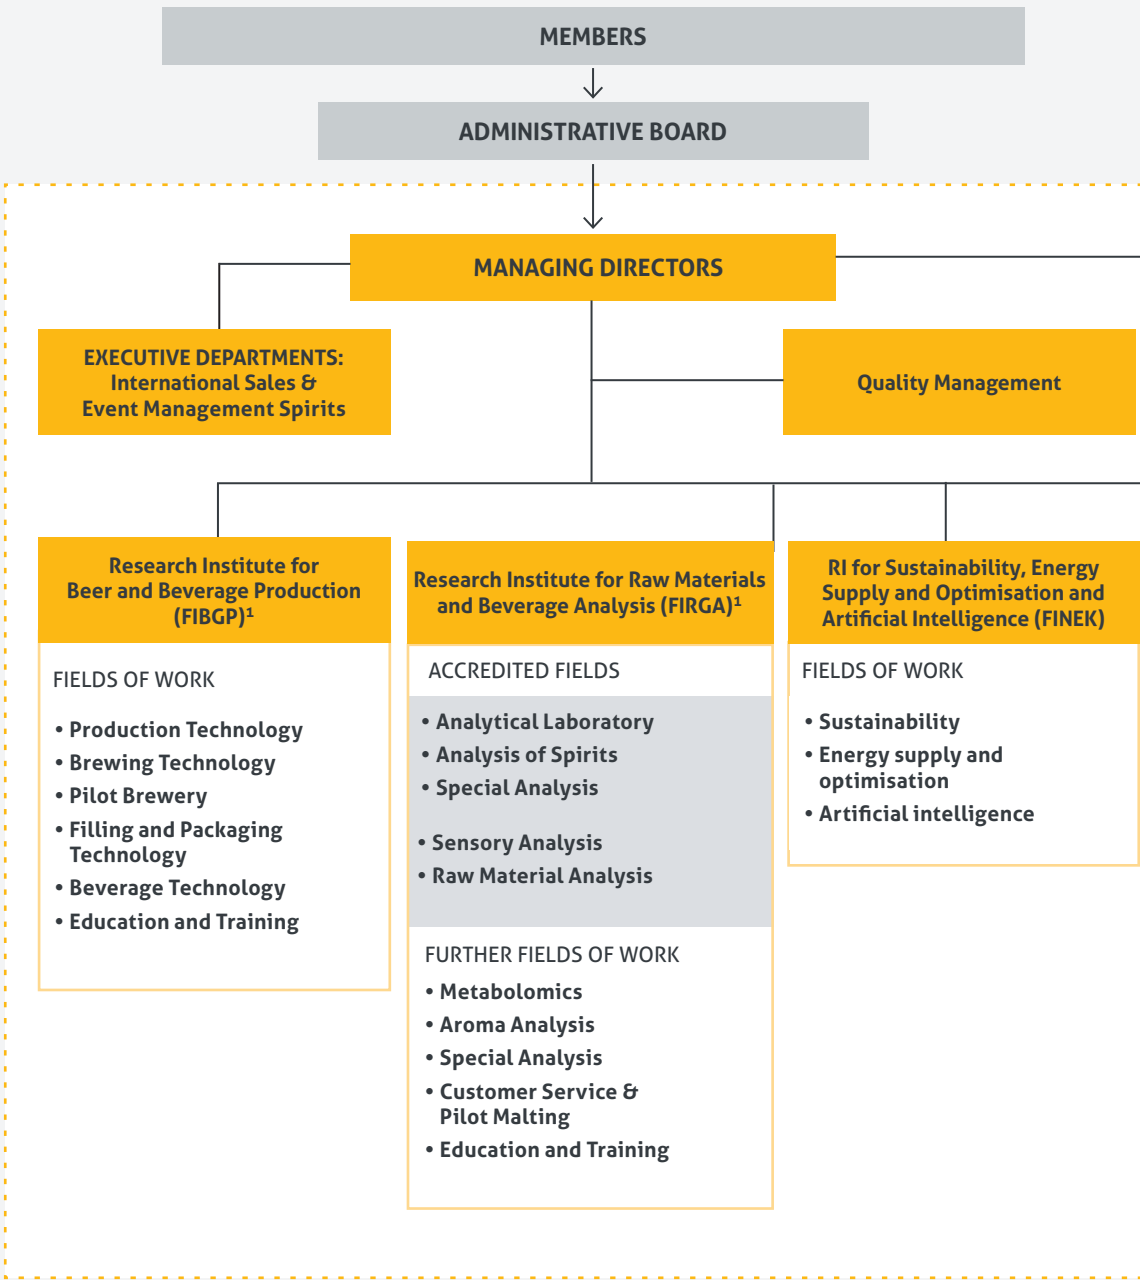 MEMBERS
ADMINISTRATIVE BOARD
MANAGING DIRECTORS
EXECUTIVE DEPARTMENTS:
International Sales &
Event Management Spirits
Quality Management
Research Institute for
Beer and Beverage Production
(FIBGP)¹
FIELDS OF WORK
• Production Technology
• Brewing Technology
• Pilot Brewery
• Filling and Packaging
Technology
• Beverage Technology
• Education and Training
Research Institute for Raw Materials
and Beverage Analysis (FIRGA)¹
ACCREDITED FIELDS
• Analytical Laboratory
• Analysis of Spirits
• Special Analysis
• Sensory Analysis
• Raw Material Analysis
FURTHER FIELDS OF WORK
• Metabolomics
• Aroma Analysis
• Special Analysis
• Customer Service &
Pilot Malting
• Education and Training
RI for Sustainability, Energy
Supply and Optimisation and
Artificial Intelligence (FINEK)
FIELDS OF WORK
• Sustainability
• Energy supply and
optimisation
• Artificial intelligence